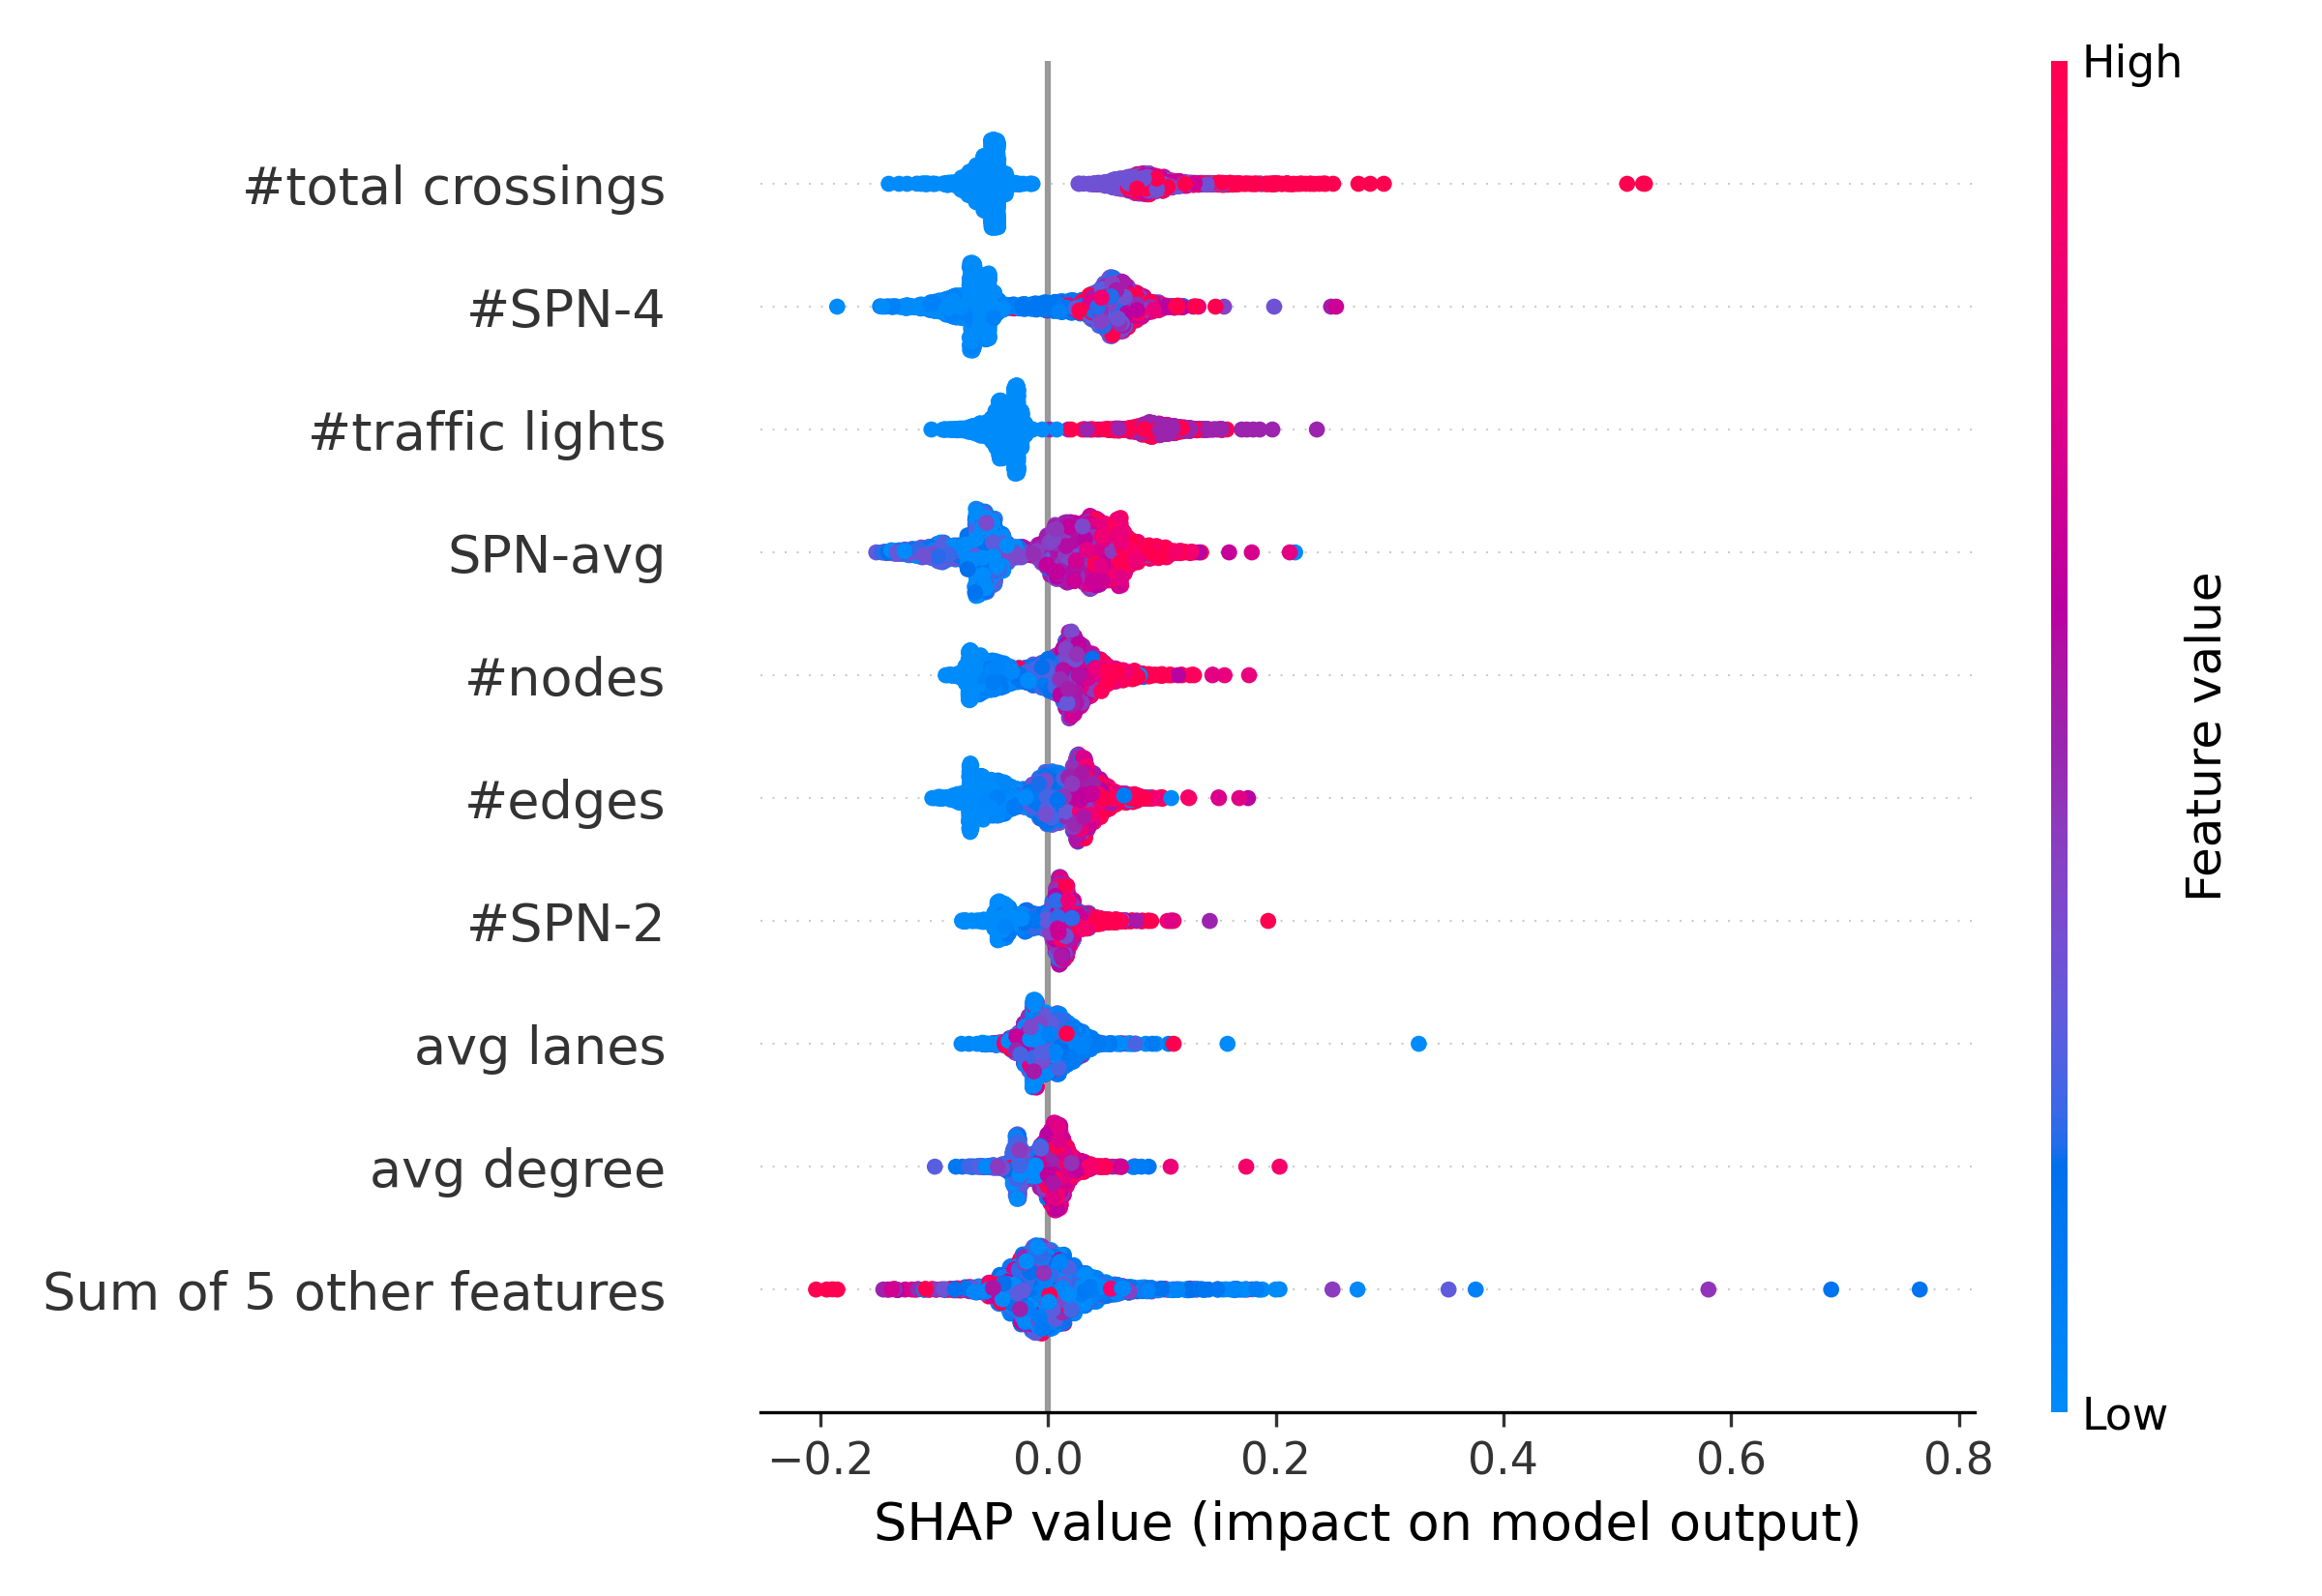 High
#total crossings
#SPN-4
#traffic lights
SPN-avg
#nodes
#edges
#SPN-2
avg lanes
avg degree
Sum of 5 other features
Feature value
Low
−0.2 0.0 0.2 0.4 0.6 0.8
SHAP value (impact on model output)